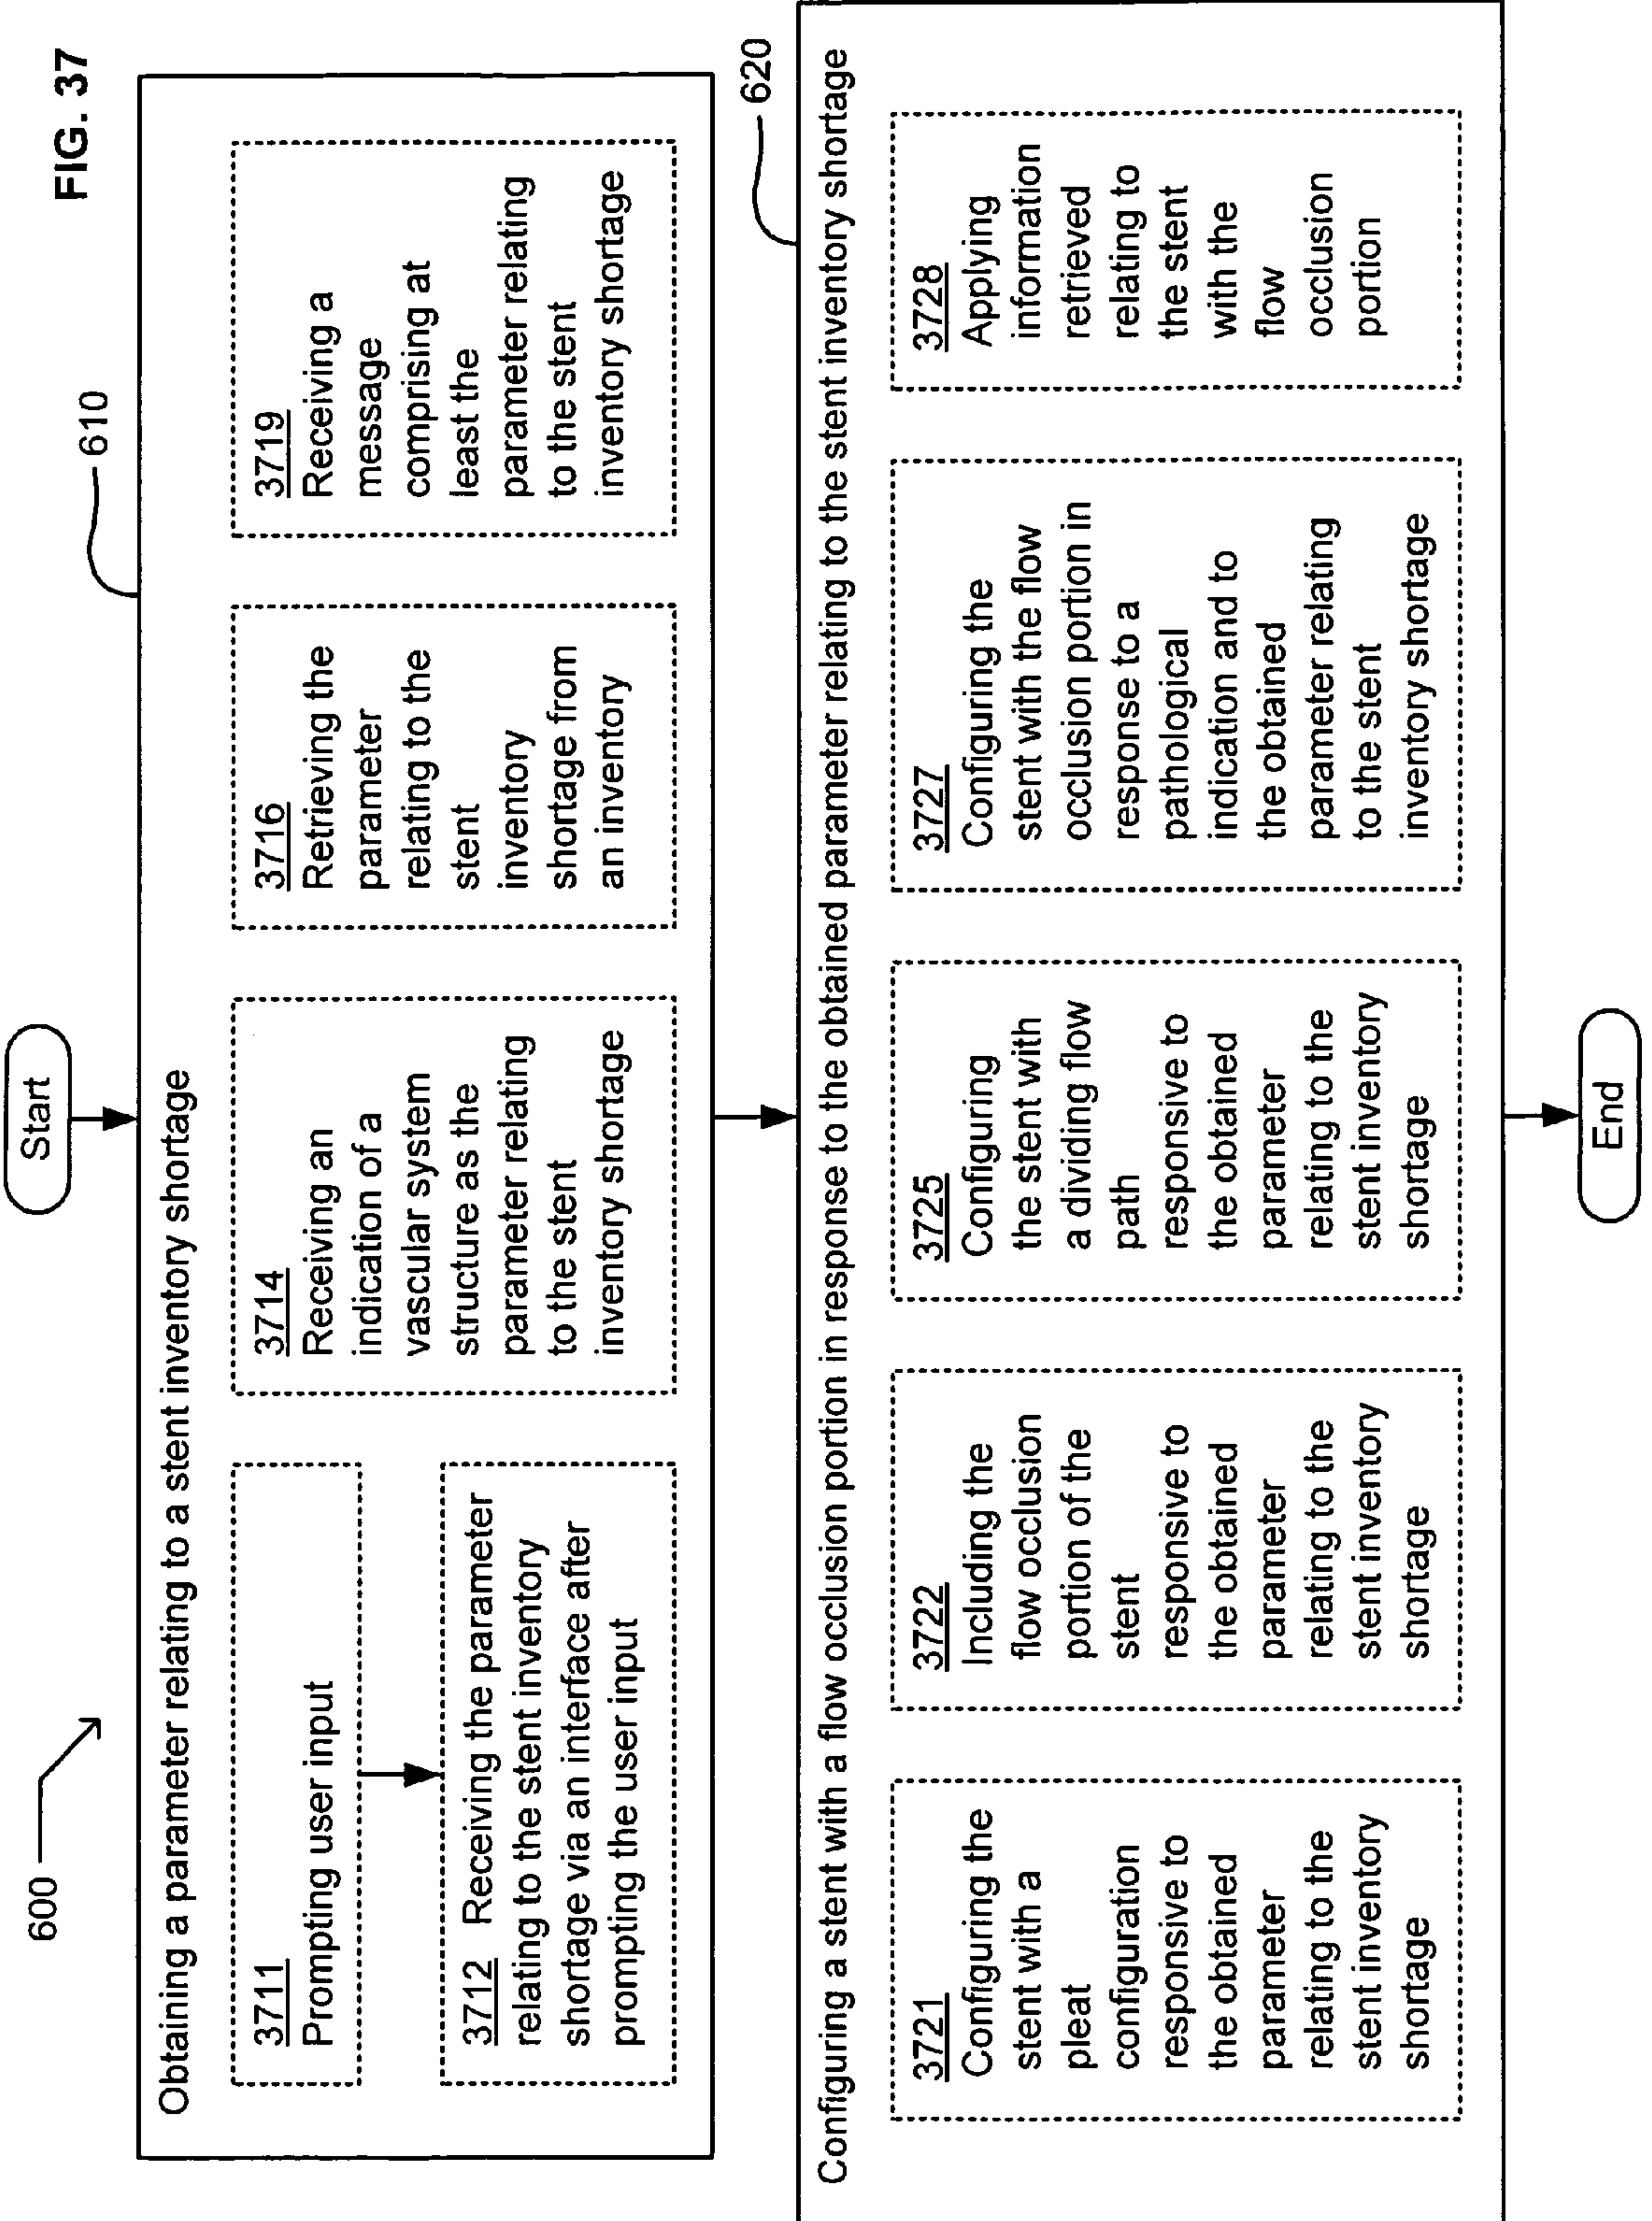 FIG. 37
600
Start
610
Obtaining a parameter relating to a stent inventory shortage
3711
Prompting user input
3712 Receiving the parameter
relating to the stent inventory
shortage via an interface after
prompting the user input
3714
Receiving an
indication of a
vascular system
structure as the
parameter relating
to the stent
inventory shortage
3716
Retrieving the
parameter
relating to the
stent
inventory
shortage from
an inventory
3719
Receiving a
message
comprising at
least the
parameter relating
to the stent
inventory shortage
620
Configuring a stent with a flow occlusion portion in response to the obtained parameter relating to the stent inventory shortage
3721
Configuring the
stent with a
pleat
configuration
responsive to
the obtained
parameter
relating to the
stent inventory
shortage
3722
Including the
flow occlusion
portion of the
stent
responsive to
the obtained
parameter
relating to the
stent inventory
shortage
3725
Configuring
the stent with
a dividing flow
path
responsive to
the obtained
parameter
relating to the
stent inventory
shortage
3727
Configuring the
stent with the flow
occlusion portion in
response to a
pathological
indication and to
the obtained
parameter relating
to the stent
inventory shortage
3728
Applying
information
retrieved
relating to
the stent
with the
flow
occlusion
portion
End